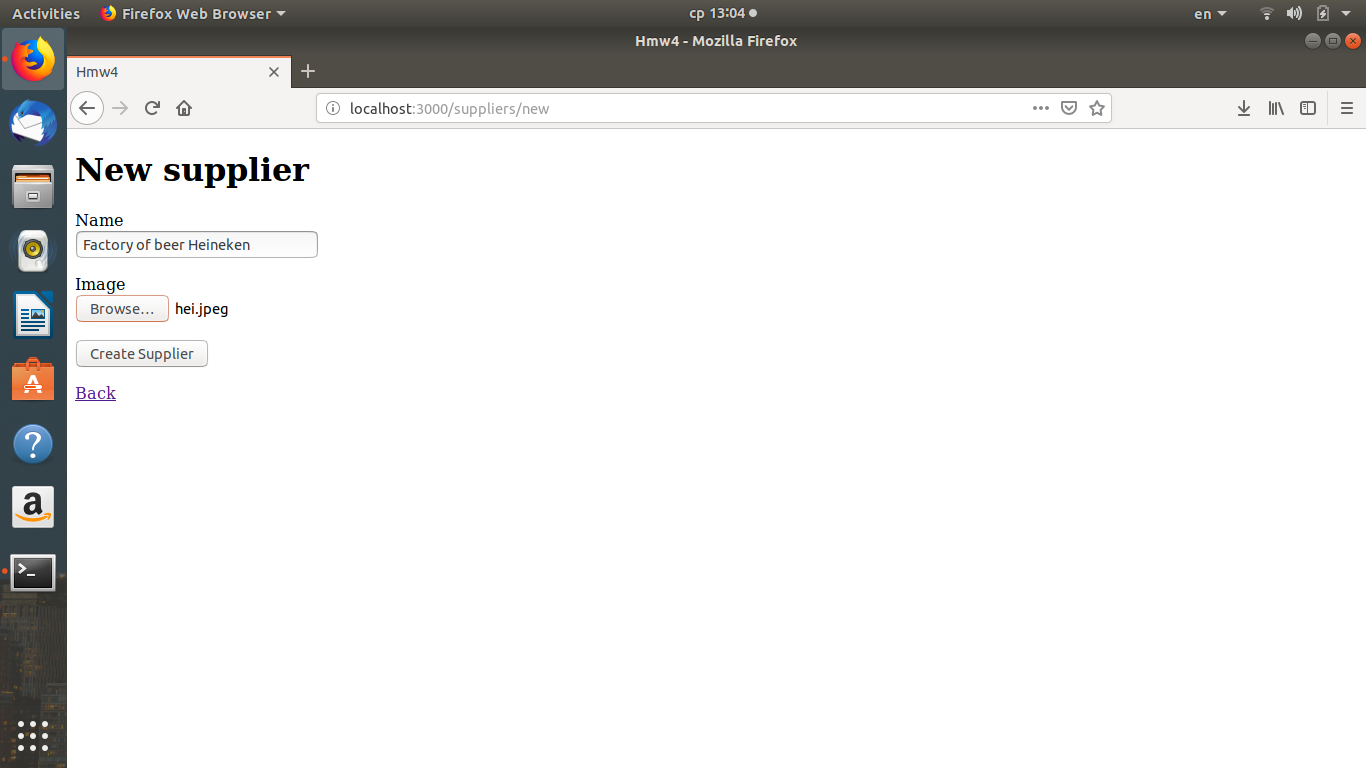 Activities Firefox Web Browser ср 13:04 en
Hmw4 - Mozilla Firefox
Hmw4
localhost:3000/suppliers/new
New supplier
Name
Factory of beer Heineken
Image
Browse… hei.jpeg
Create Supplier
Back